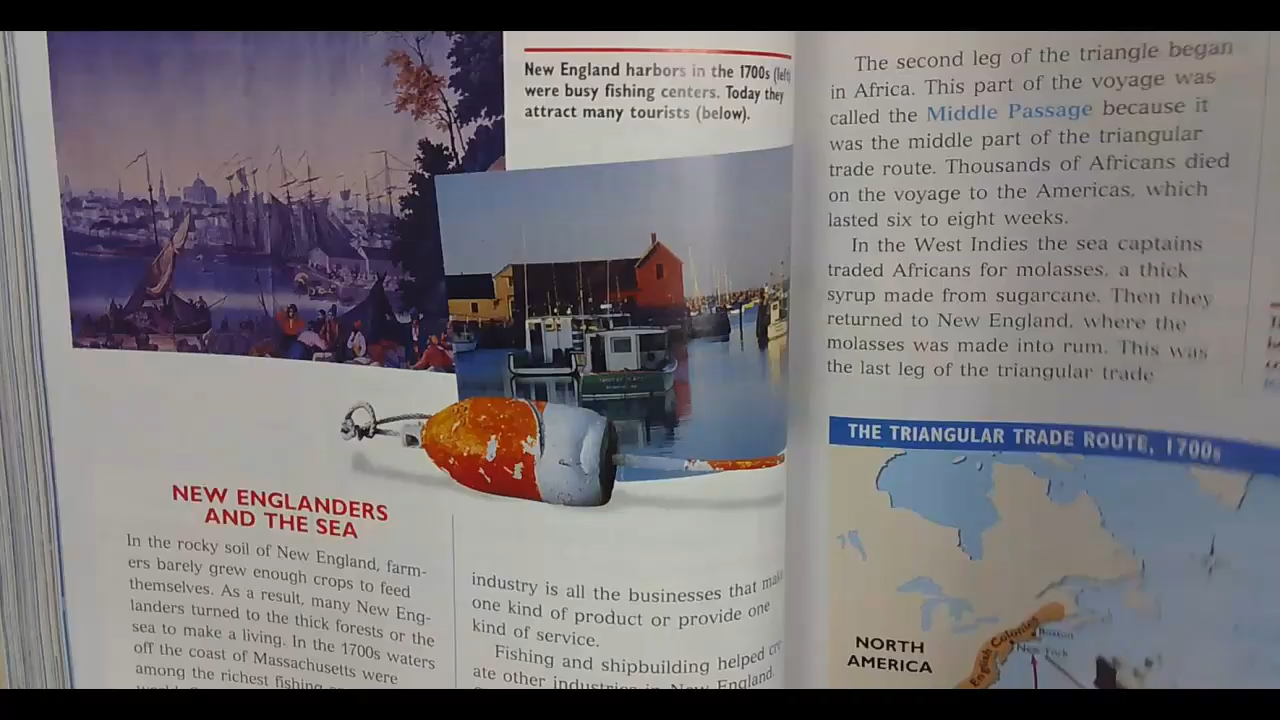 New England harbors in the 1700s (left)
were busy fishing centers. Today they
attract many tourists (below).
NEW ENGLANDERS
AND THE SEA
In the rocky soil of New England, farm-
ers barely grew enough crops to feed
themselves. As a result, many New Eng-
landers turned to the thick forests or the
sea to make a living. In the 1700s waters
off the coast of Massachusetts were
among the richest fishing
industry is all the businesses that
one kind of product or provide one
kind of service.
Fishing and shipbuilding helped cre-
ate other industries in New England.
The second leg of the triangle began
in Africa. This part of the voyage was
called the Middle Passage because it
was the middle part of the triangular
trade route. Thousands of Africans died
on the voyage to the Americas, which
lasted six to eight weeks.
In the West Indies the sea captains
traded Africans for molasses, a thick
syrup made from sugarcane. Then they
returned to New England, where the
molasses was made into rum. This was
the last leg of the triangular trade
THE TRIANGULAR TRADE ROUTE, 1700s
NORTH
AMERICA
English Colonies
Boston
New York